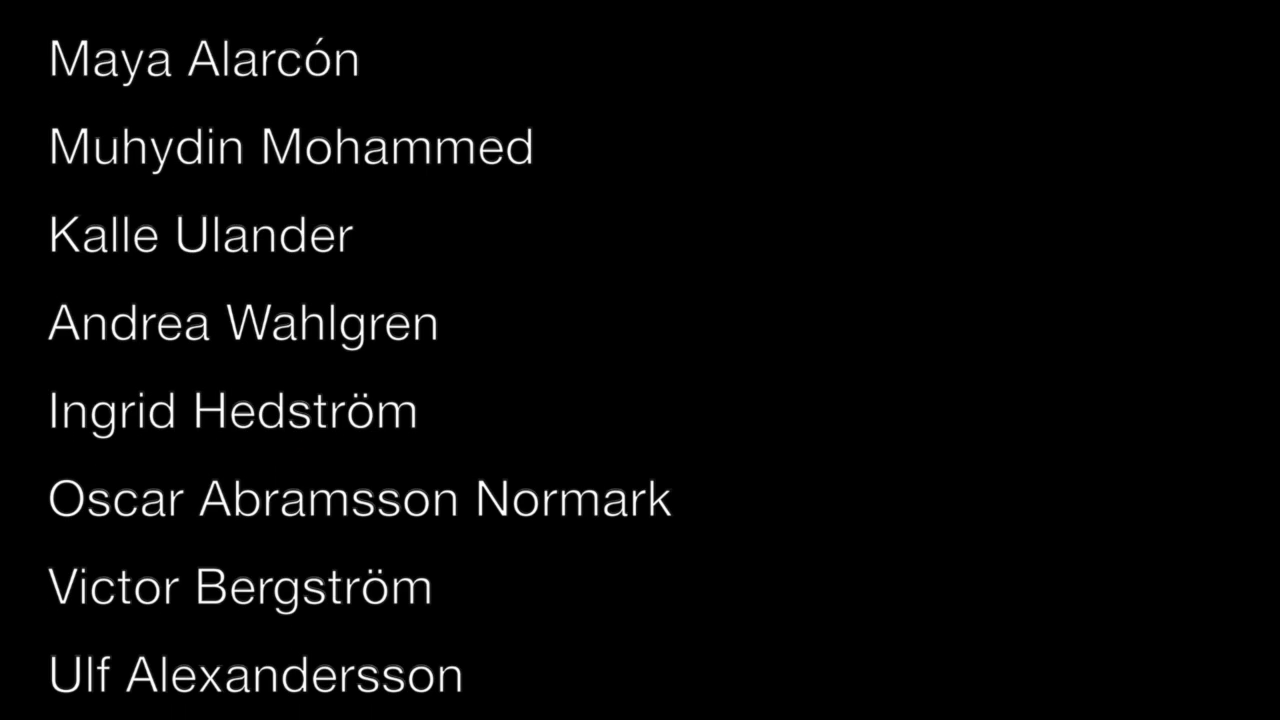 Maya Alarcón
Muhydin Mohammed
Kalle Ulander
Andrea Wahlgren
Ingrid Hedström
Oscar Abramsson Normark
Victor Bergström
Ulf Alexandersson